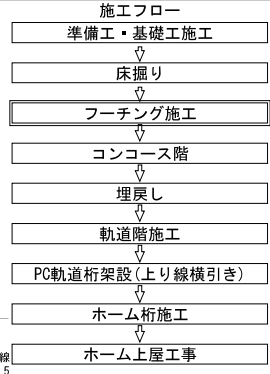 施工フロー
準備工・基礎工施工
床掘り
フーチング施工
コンコース階
埋戻し
軌道階施工
PC軌道桁架設(上り線横引き)
ホーム桁施工
線
5
ホーム上屋工事